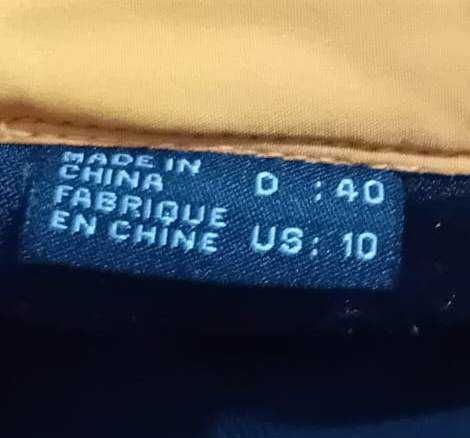 MADE IN
CHINA
FABRIQUE
EN CHINE
D : 40
US: 10